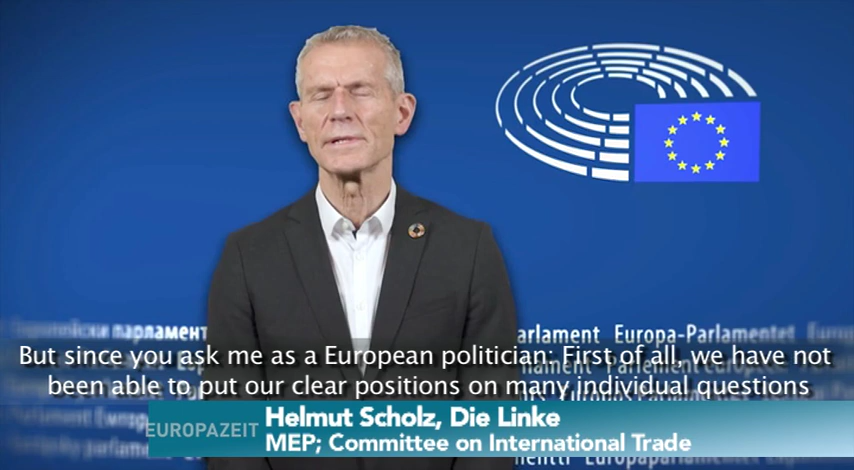 Европейски парламент
arlament Europa-Parlamentet
But since you ask me as a European politician: First of all, we have not
been able to put our clear positions on many individual questions
EUROPAZEIT
Helmut Scholz, Die Linke
MEP; Committee on International Trade